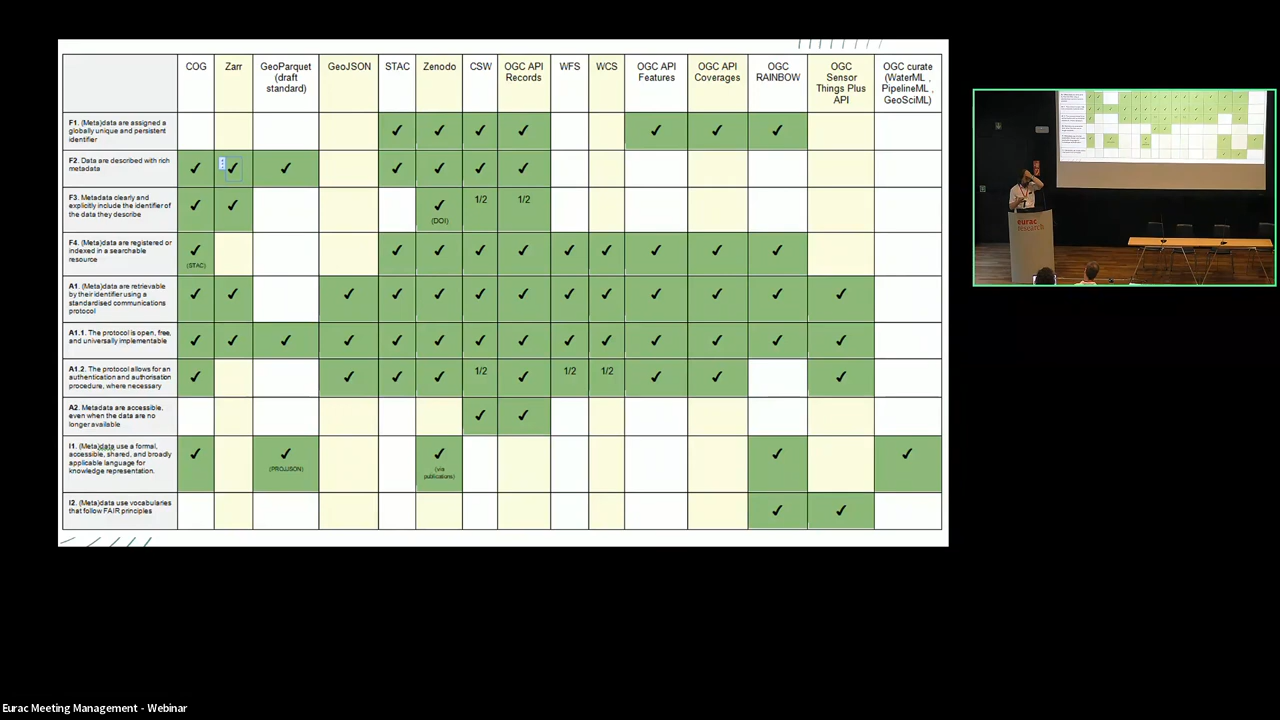 COG Zarr GeoParquet GeoJSON STAC Zenodo CSW OGC API WFS WCS OGC API OGC API OGC OGC OGC curate
(draft Records Features Coverages RAINBOW Sensor (WaterML ,
standard) Things Plus PipelineML ,
API GeoSciML)
F1. (Meta)data are assigned a
globally unique and persistent
identifier
✓ ✓ ✓ ✓ ✓ ✓ ✓
F2. Data are described with rich
metadata
✓ ✓ ✓ ✓ ✓ ✓ ✓
F3. Metadata clearly and
explicitly include the identifier of
the data they describe
✓ ✓ ✓ 1/2 1/2
(DOI)
F4. (Meta)data are registered or
indexed in a searchable
resource
✓ ✓ ✓ ✓ ✓ ✓ ✓ ✓ ✓ ✓
(STAC)
A1. (Meta)data are retrievable
by their identifier using a
standardised communications
protocol
✓ ✓ ✓ ✓ ✓ ✓ ✓ ✓ ✓ ✓ ✓ ✓ ✓
A1.1. The protocol is open, free,
and universally implementable
✓ ✓ ✓ ✓ ✓ ✓ ✓ ✓ ✓ ✓ ✓ ✓ ✓ ✓
A1.2. The protocol allows for an
authentication and authorisation
procedure, where necessary
✓ ✓ ✓ ✓ 1/2 ✓ 1/2 1/2 ✓ ✓ ✓
A2. Metadata are accessible,
even when the data are no
longer available
✓ ✓
I1. (Meta)data use a formal,
accessible, shared, and broadly
applicable language for
knowledge representation.
✓ ✓ ✓ ✓ ✓
(PROJJSON) (via
publications)
I2. (Meta)data use vocabularies
that follow FAIR principles
✓ ✓
eurac
research
Eurac Meeting Management - Webinar